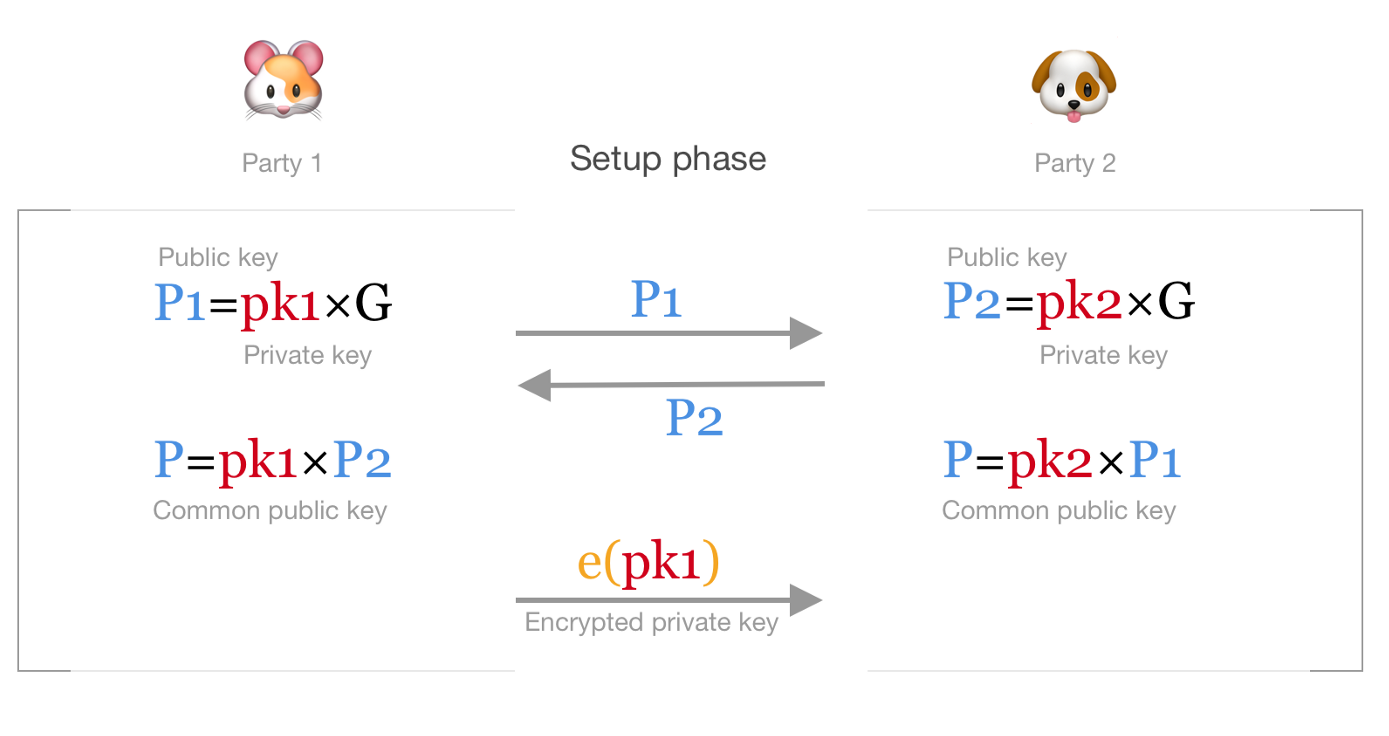 Party 1
Setup phase
Party 2
Public key
P1=pk1×G
Private key
P1
P2
Public key
P2=pk2×G
Private key
P=pk1×P2
Common public key
P=pk2×P1
Common public key
e(pk1)
Encrypted private key